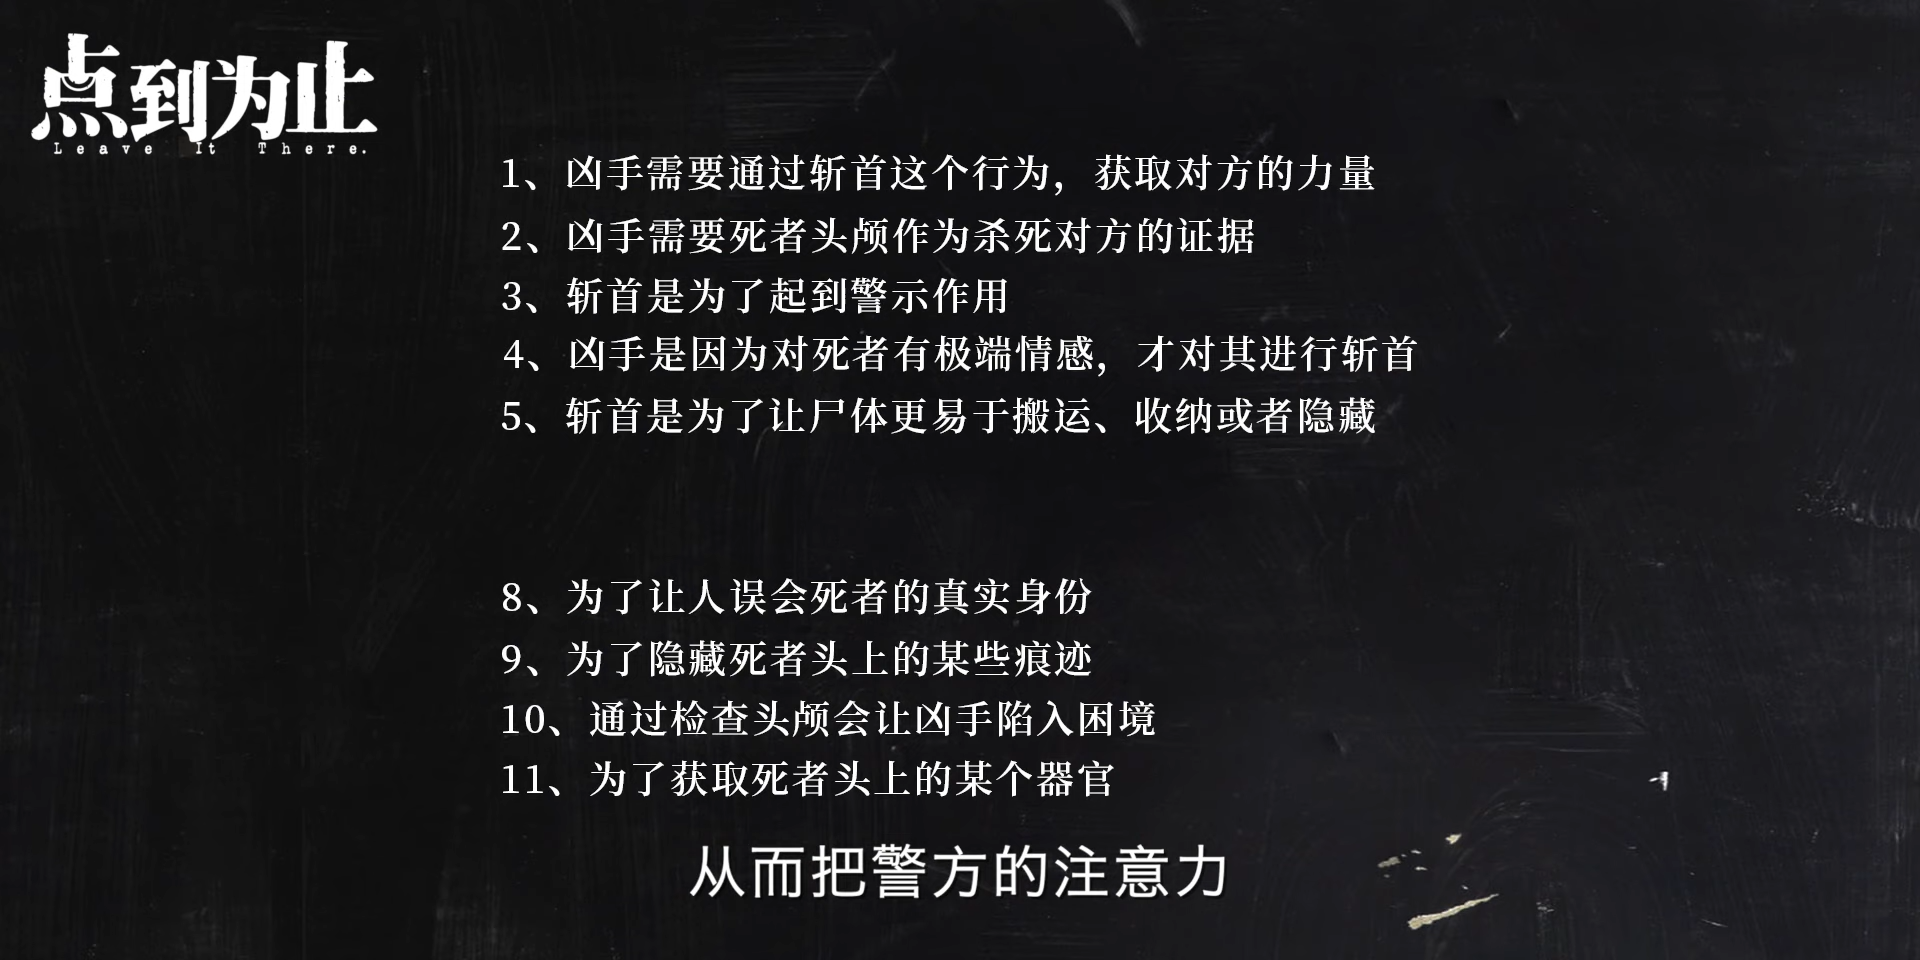 点到为止
Leave It There.
1、凶手需要通过斩首这个行为，获取对方的力量
2、凶手需要死者头颅作为杀死对方的证据
3、斩首是为了起到警示作用
4、凶手是因为对死者有极端情感，才对其进行斩首
5、斩首是为了让尸体更易于搬运、收纳或者隐藏
8、为了让人误会死者的真实身份
9、为了隐藏死者头上的某些痕迹
10、通过检查头颅会让凶手陷入困境
11、为了获取死者头上的某个器官
从而把警方的注意力